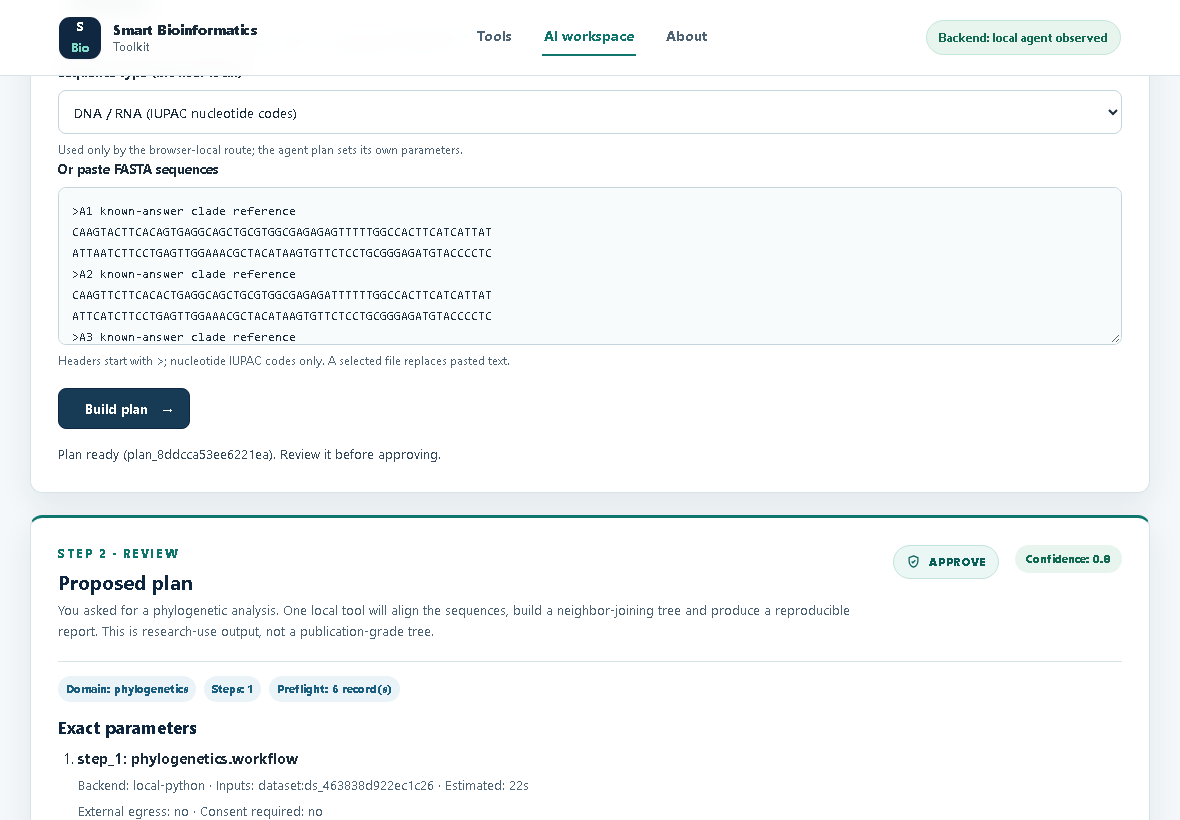 S
Bio
Smart Bioinformatics
Toolkit
Tools
AI workspace
About
Backend: local agent observed
DNA / RNA (IUPAC nucleotide codes)
Used only by the browser-local route; the agent plan sets its own parameters.
Or paste FASTA sequences
>A1 known-answer clade reference
CAAGTACTTCACAGTGAGGCAGCTGCGTGGCGAGAGAGTTTTTGGCCACTTCATCATTAT
ATTAATCTTCCTGAGTTGGAAACGCTACATAAGTGTTCTCCTGCGGGAGATGTACCCCTC
>A2 known-answer clade reference
CAAGTTCTTCACACTGAGGCAGCTGCGTGGCGAGAGATTTTTTGGCCACTTCATCATTAT
ATTCATCTTCCTGAGTTGGAAACGCTACATAAGTGTTCTCCTGCGGGAGATGTACCCCTC
>A3 known-answer clade reference
Headers start with >; nucleotide IUPAC codes only. A selected file replaces pasted text.
Build plan →
Plan ready (plan_8ddcca53ee6221ea). Review it before approving.
STEP 2 · REVIEW
APPROVE
Confidence: 0.8
Proposed plan
You asked for a phylogenetic analysis. One local tool will align the sequences, build a neighbor-joining tree and produce a reproducible
report. This is research-use output, not a publication-grade tree.
Domain: phylogenetics
Steps: 1
Preflight: 6 record(s)
Exact parameters
1. step_1: phylogenetics.workflow
Backend: local-python · Inputs: dataset:ds_463838d922ec1c26 · Estimated: 22s
External egress: no · Consent required: no